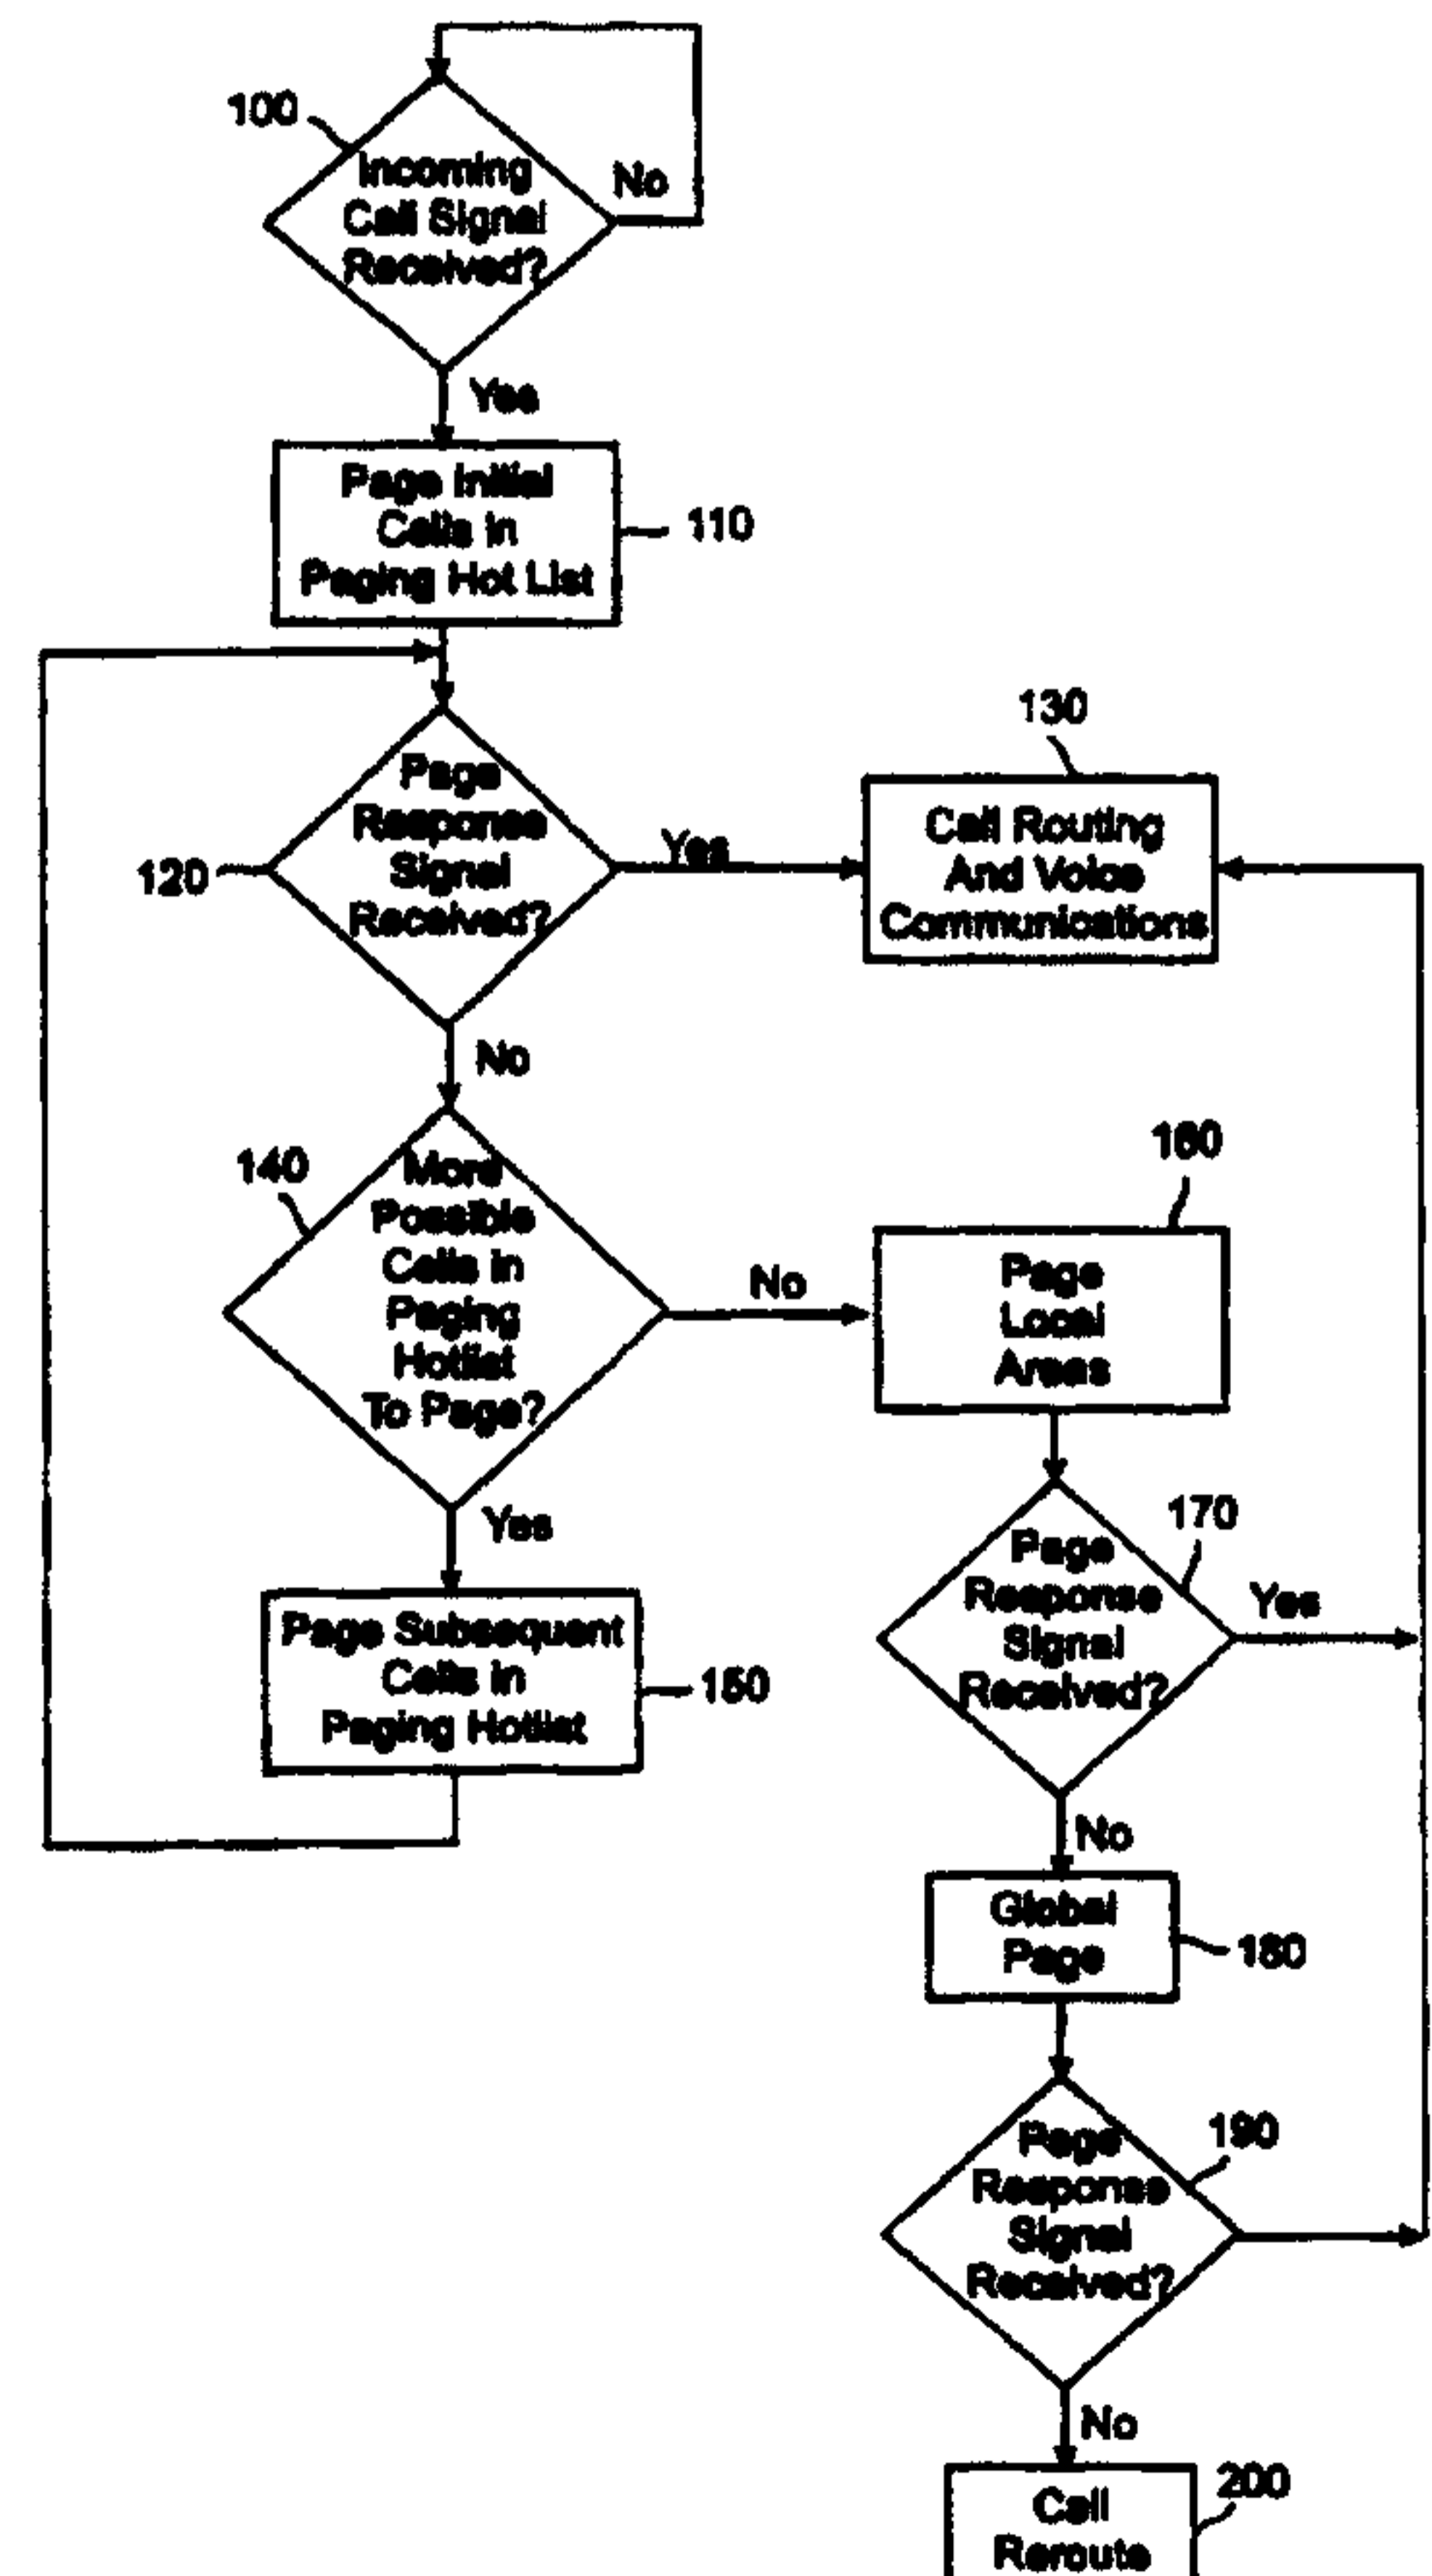 100
Incoming
Call Signal
Received?
No
Yes
Page Initial
Cells in
Paging Hot List
110
Page
Response
Signal
Received?
120
Yes
130
Call Routing
And Voice
Communications
No
140
More
Possible
Cells in
Paging
Hotlist
To Page?
No
160
Page
Local
Areas
Yes
Page Subsequent
Cells in
Paging Hotlist
150
170
Page
Response
Signal
Received?
Yes
No
Global
Page
180
190
Page
Response
Signal
Received?
No
200
Call
Reroute